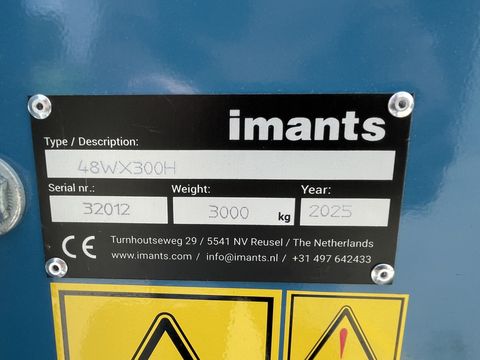 imants
Type / Description:
48WX300H
Serial nr.: Weight: Year:
32012 3000 kg 2025
CE Turnhoutseweg 29 / 5541 NV Reusel / The Netherlands
www.imants.com / info@imants.nl / +31 497 642433